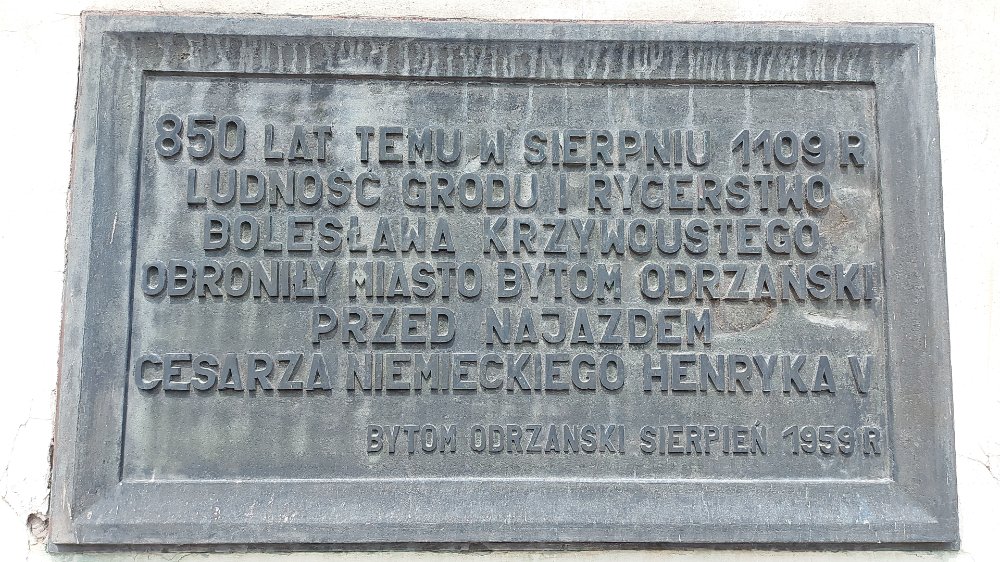 850 LAT TEMU W SIERPNIU 1109 R
LUDNOŚĆ GRODU I RYCERSTWO
BOLESŁAWA KRZYWOUSTEGO
OBRONIŁY MIASTO BYTOM ODRZAŃSKI
PRZED NAJAZDEM
CESARZA NIEMIECKIEGO HENRYKA V
BYTOM ODRZANSKI SIERPIEŃ 1959 R